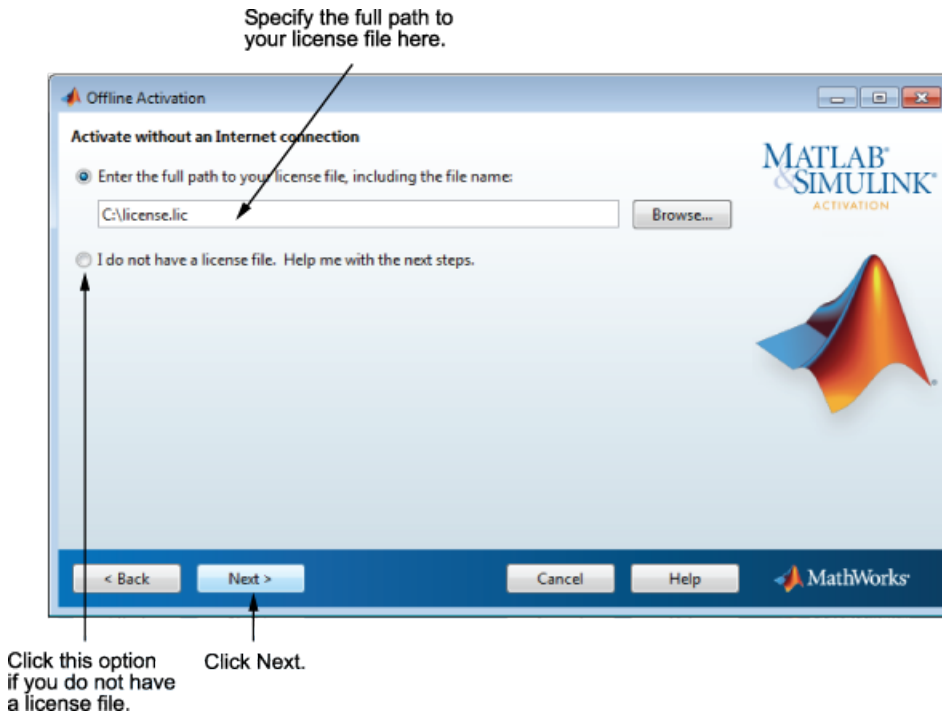 Specify the full path to
your license file here.
Offline Activation
Activate without an Internet connection
Enter the full path to your license file, including the file name:
C:\license.lic
Browse...
I do not have a license file.  Help me with the next steps.
MATLAB®
&SIMULINK®
ACTIVATION
®
< Back
Next >
Cancel
Help
MathWorks®
Click this option
if you do not have
a license file.
Click Next.